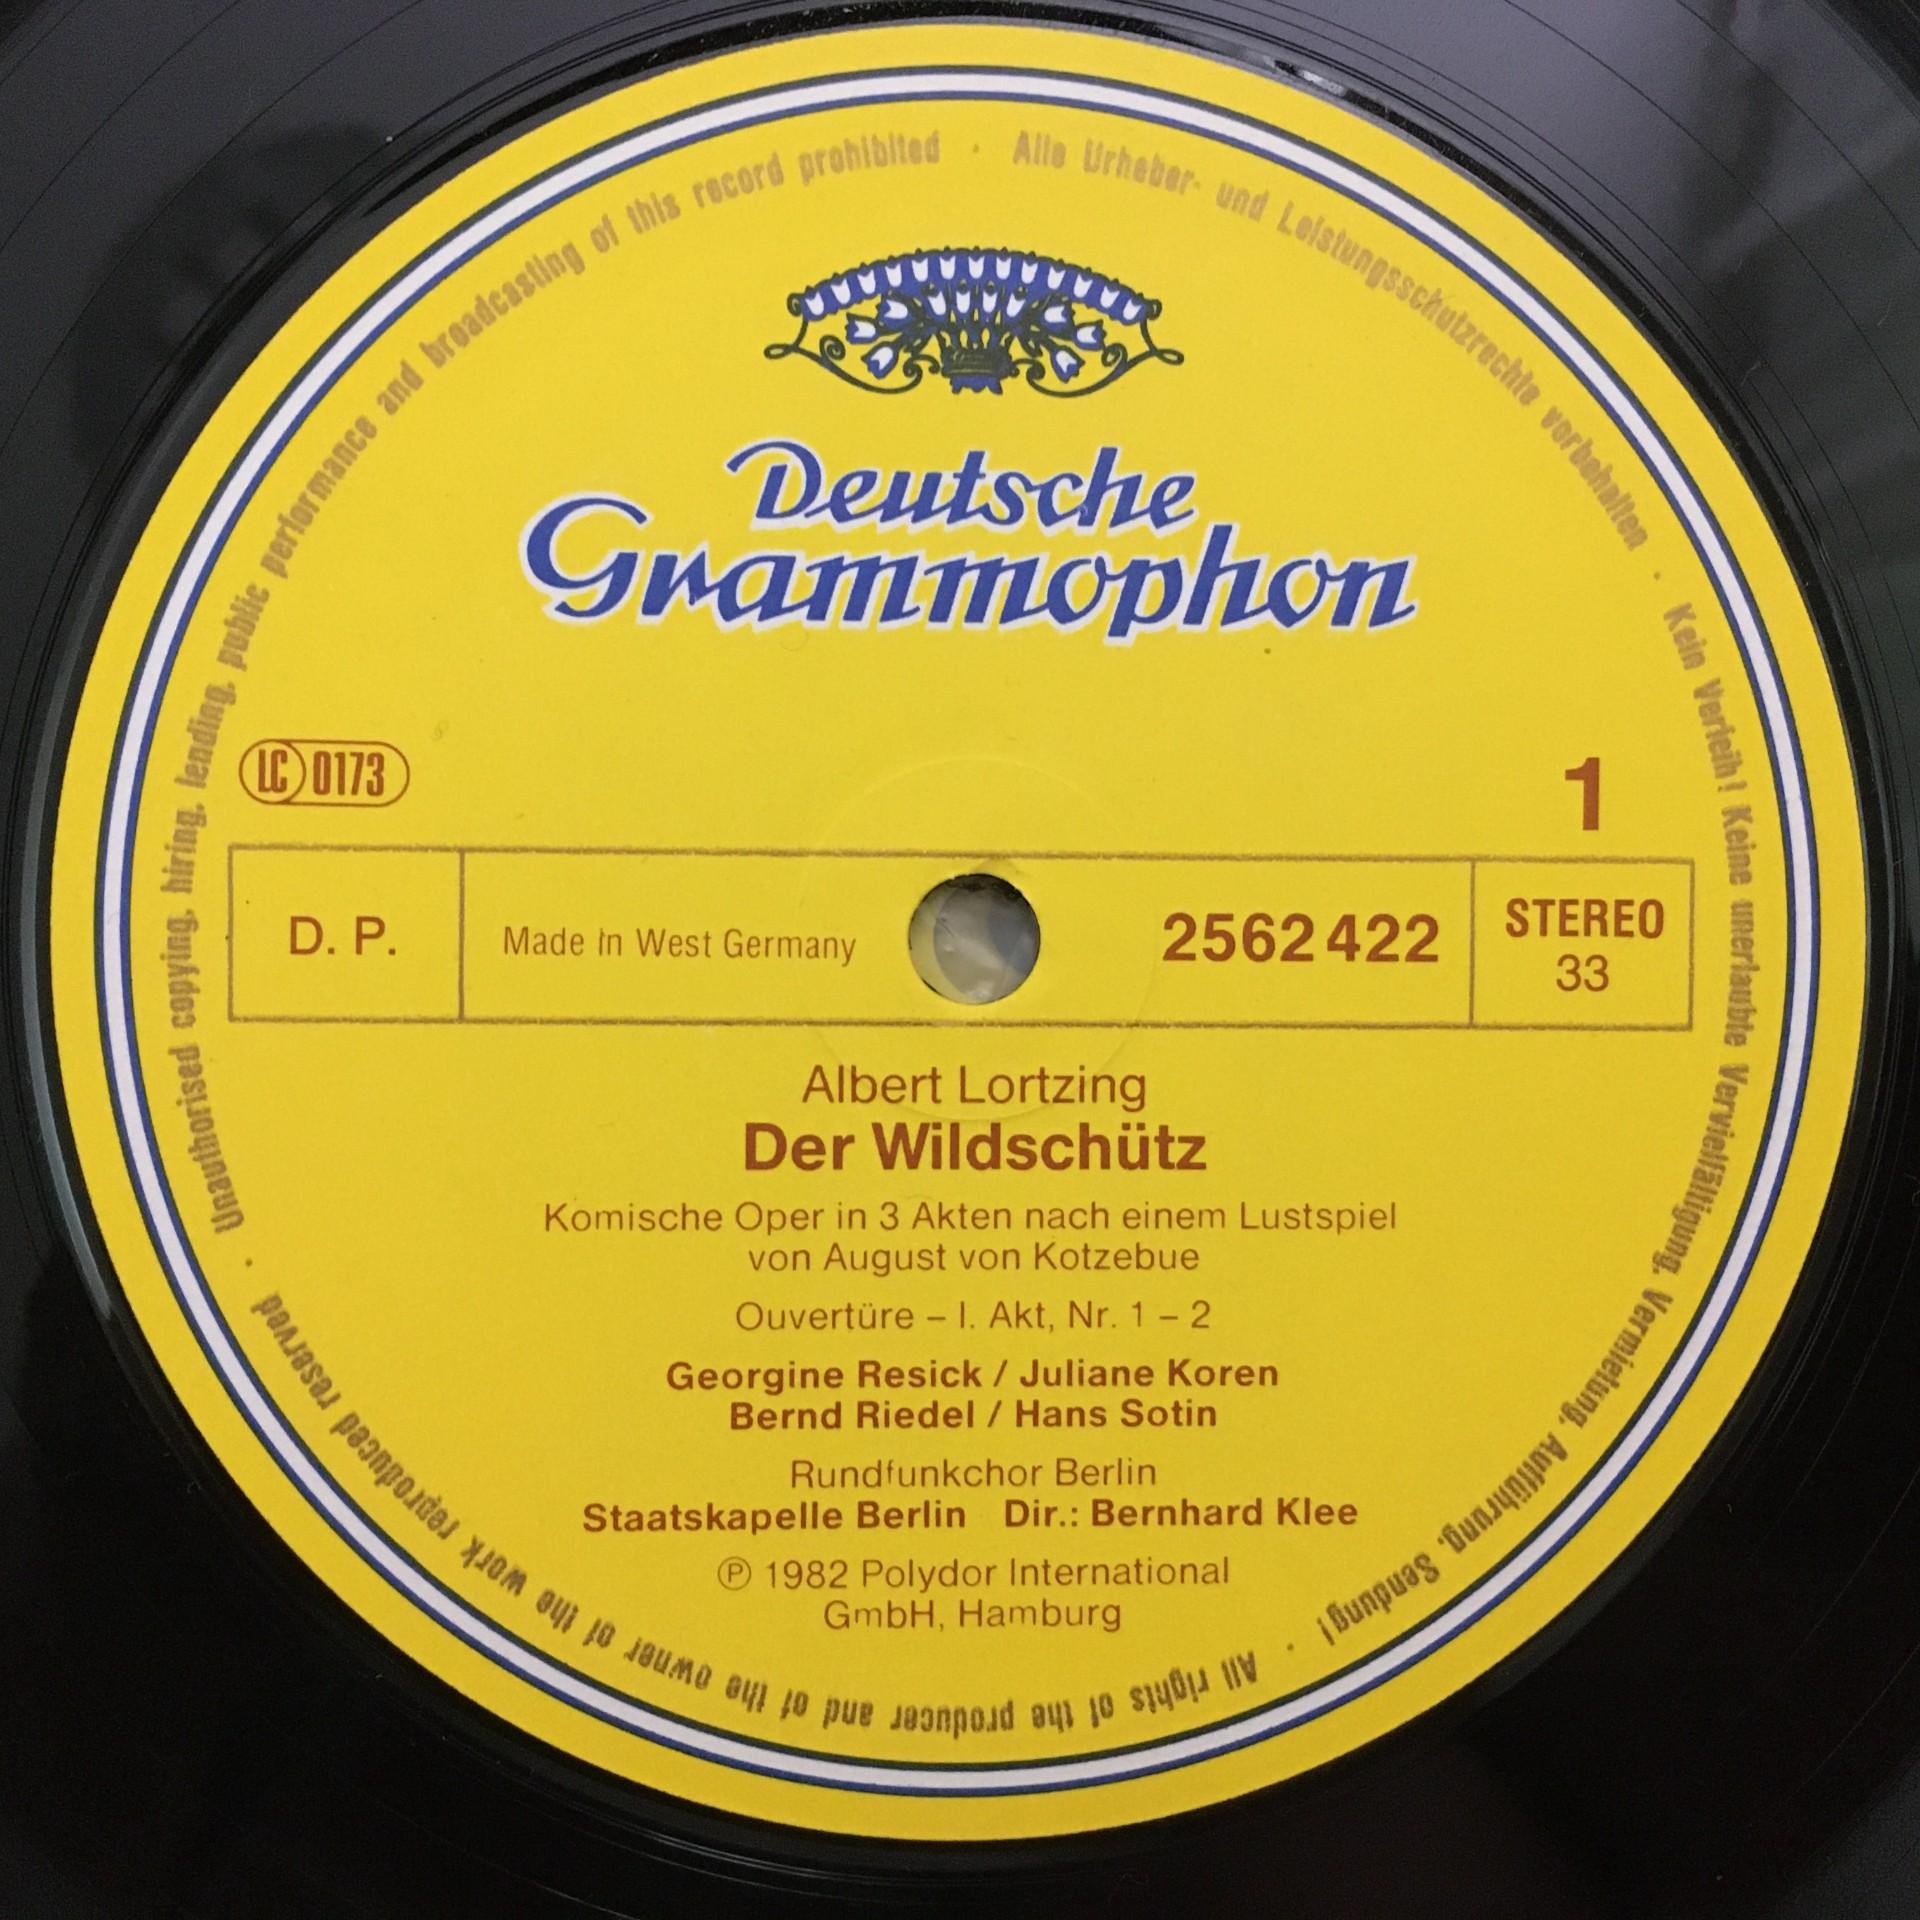 Deutsche
Grammophon
LC 0173
1
D. P.
Made in West Germany
2562 422
STEREO
33
Albert Lortzing
Der Wildschütz
Komische Oper in 3 Akten nach einem Lustspiel
von August von Kotzebue
Ouvertüre – I. Akt, Nr. 1 – 2
Georgine Resick / Juliane Koren
Bernd Riedel / Hans Sotin
Rundfunkchor Berlin
Staatskapelle Berlin Dir.: Bernhard Klee
℗ 1982 Polydor International
GmbH, Hamburg
Alle Urheber- und Leistungsschutzrechte vorbehalten · Kein Verleih! Keine unerlaubte Vervielfältigung, Vermietung, Aufführung, Sendung! · All rights of the producer and of the owner of the work reproduced reserved · Unauthorised copying, hiring, lending, public performance and broadcasting of this record prohibited ·